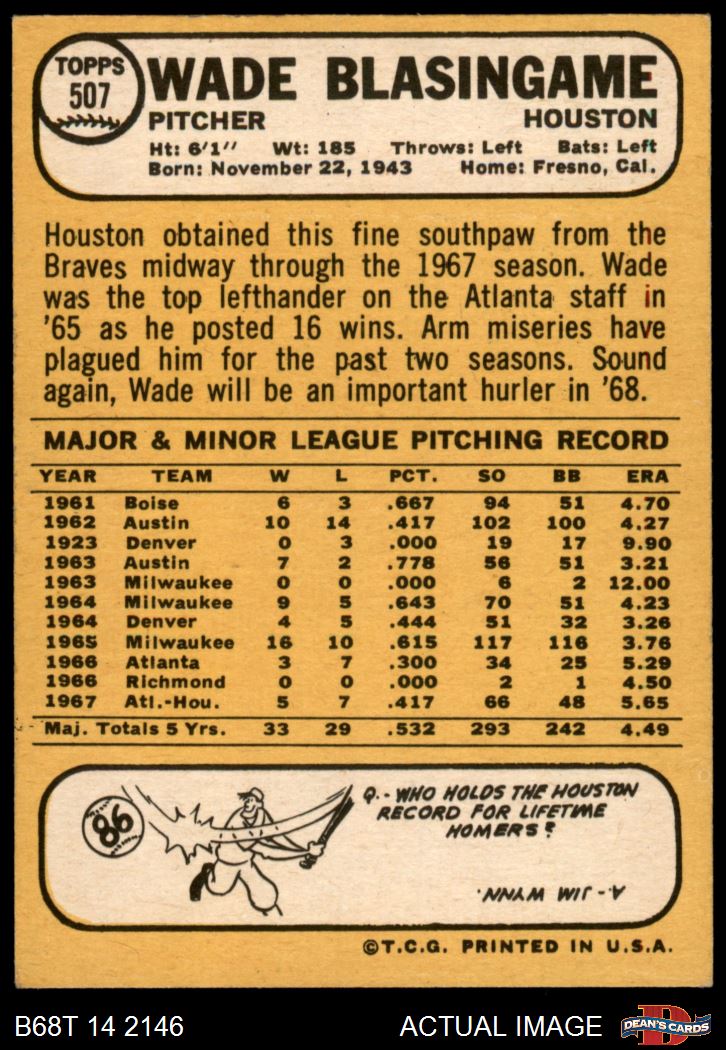 TOPPS
507
WADE BLASINGAME
PITCHER HOUSTON
Ht: 6'1" Wt: 185 Throws: Left Bats: Left
Born: November 22, 1943 Home: Fresno, Cal.
Houston obtained this fine southpaw from the
Braves midway through the 1967 season. Wade
was the top lefthander on the Atlanta staff in
'65 as he posted 16 wins. Arm miseries have
plagued him for the past two seasons. Sound
again, Wade will be an important hurler in '68.
MAJOR & MINOR LEAGUE PITCHING RECORD
YEAR TEAM W L PCT. SO BB ERA
1961 Boise 6 3 .667 94 51 4.70
1962 Austin 10 14 .417 102 100 4.27
1923 Denver 0 3 .000 19 17 9.90
1963 Austin 7 2 .778 56 51 3.21
1963 Milwaukee 0 0 .000 6 2 12.00
1964 Milwaukee 9 5 .643 70 51 4.23
1964 Denver 4 5 .444 51 32 3.26
1965 Milwaukee 16 10 .615 117 116 3.76
1966 Atlanta 3 7 .300 34 25 5.29
1966 Richmond 0 0 .000 2 1 4.50
1967 Atl.-Hou. 5 7 .417 66 48 5.65
Maj. Totals 5 Yrs. 33 29 .532 293 242 4.49
86
Q.- WHO HOLDS THE HOUSTON
RECORD FOR LIFETIME
HOMERS?
A.- JIM WYNN.
©T.C.G. PRINTED IN U.S.A.
B68T 14 2146 ACTUAL IMAGE
D
DEAN'S CARDS